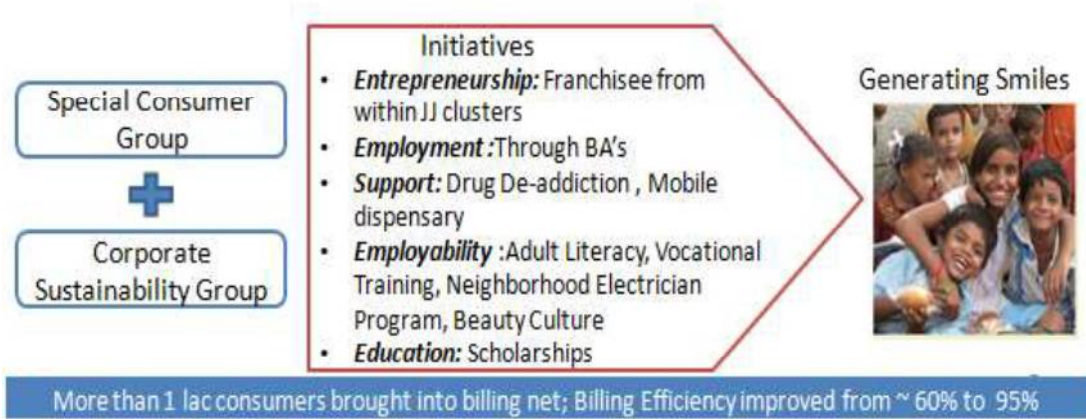 Special Consumer
Group
Corporate
Sustainability Group
Initiatives
• Entrepreneurship: Franchisee from
within JJ clusters
• Employment :Through BA's
• Support: Drug De-addiction , Mobile
dispensary
• Employability :Adult Literacy, Vocational
Training, Neighborhood Electrician
Program, Beauty Culture
• Education: Scholarships
Generating Smiles
More than 1 lac consumers brought into billing net; Billing Efficiency improved from ~ 60% to 95%